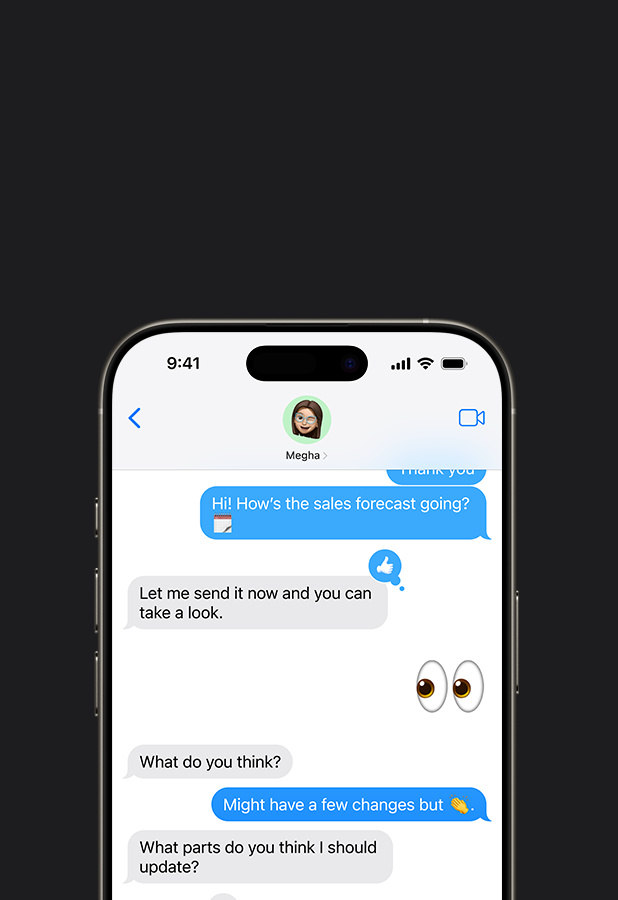 9:41
Megha
Thank you
Hi! How's the sales forecast going?
🗓️
Let me send it now and you can
take a look.
👀
What do you think?
Might have a few changes but 👏.
What parts do you think I should
update?